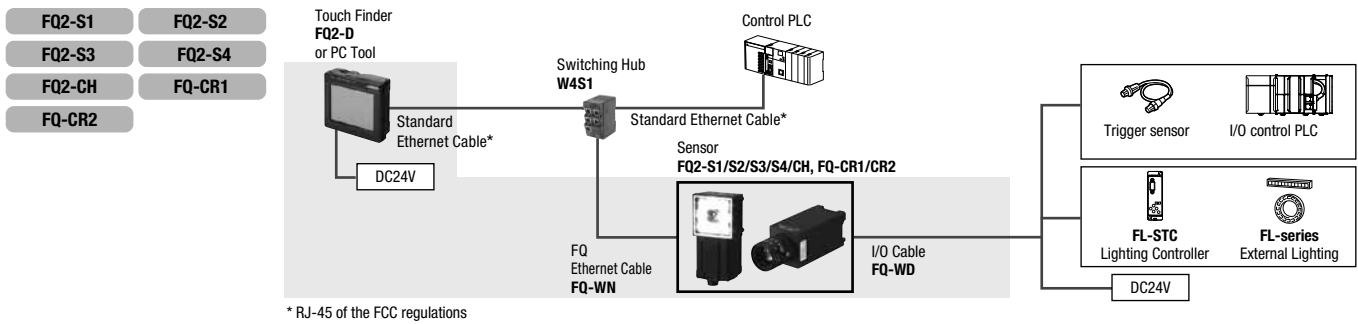 FQ2-S1
FQ2-S2
FQ2-S3
FQ2-S4
FQ2-CH
FQ-CR1
FQ-CR2
Touch Finder
FQ2-D
or PC Tool
Standard
Ethernet Cable*
DC24V
Switching Hub
W4S1
Control PLC
Standard Ethernet Cable*
Sensor
FQ2-S1/S2/S3/S4/CH, FQ-CR1/CR2
FQ
Ethernet Cable
FQ-WN
I/O Cable
FQ-WD
Trigger sensor
I/O control PLC
FL-STC
Lighting Controller
FL-series
External Lighting
DC24V
* RJ-45 of the FCC regulations